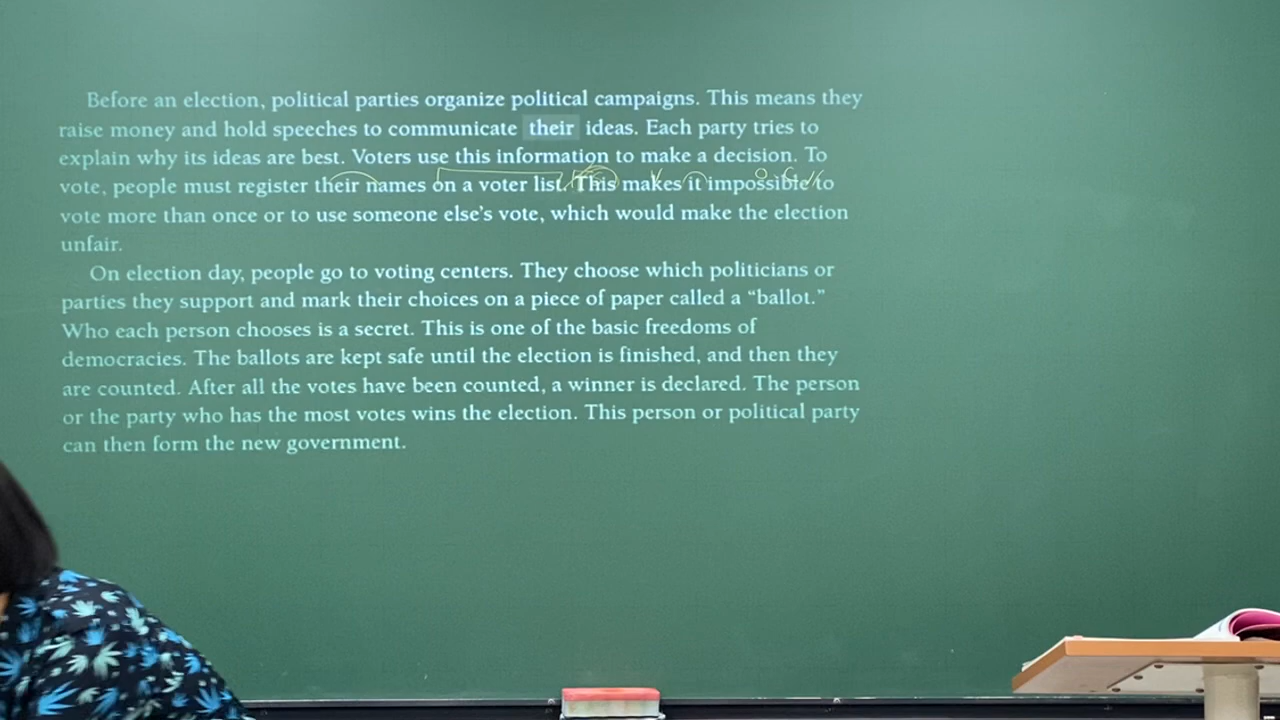 Before an election, political parties organize political campaigns. This means they
raise money and hold speeches to communicate their ideas. Each party tries to
explain why its ideas are best. Voters use this information to make a decision. To
vote, people must register their names on a voter list. This makes it impossible to
vote more than once or to use someone else's vote, which would make the election
unfair.
On election day, people go to voting centers. They choose which politicians or
parties they support and mark their choices on a piece of paper called a “ballot.”
Who each person chooses is a secret. This is one of the basic freedoms of
democracies. The ballots are kept safe until the election is finished, and then they
are counted. After all the votes have been counted, a winner is declared. The person
or the party who has the most votes wins the election. This person or political party
can then form the new government.